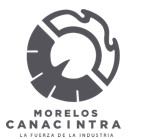 MORELOS
CANACINTRA
LA FUERZA DE LA INDUSTRIA